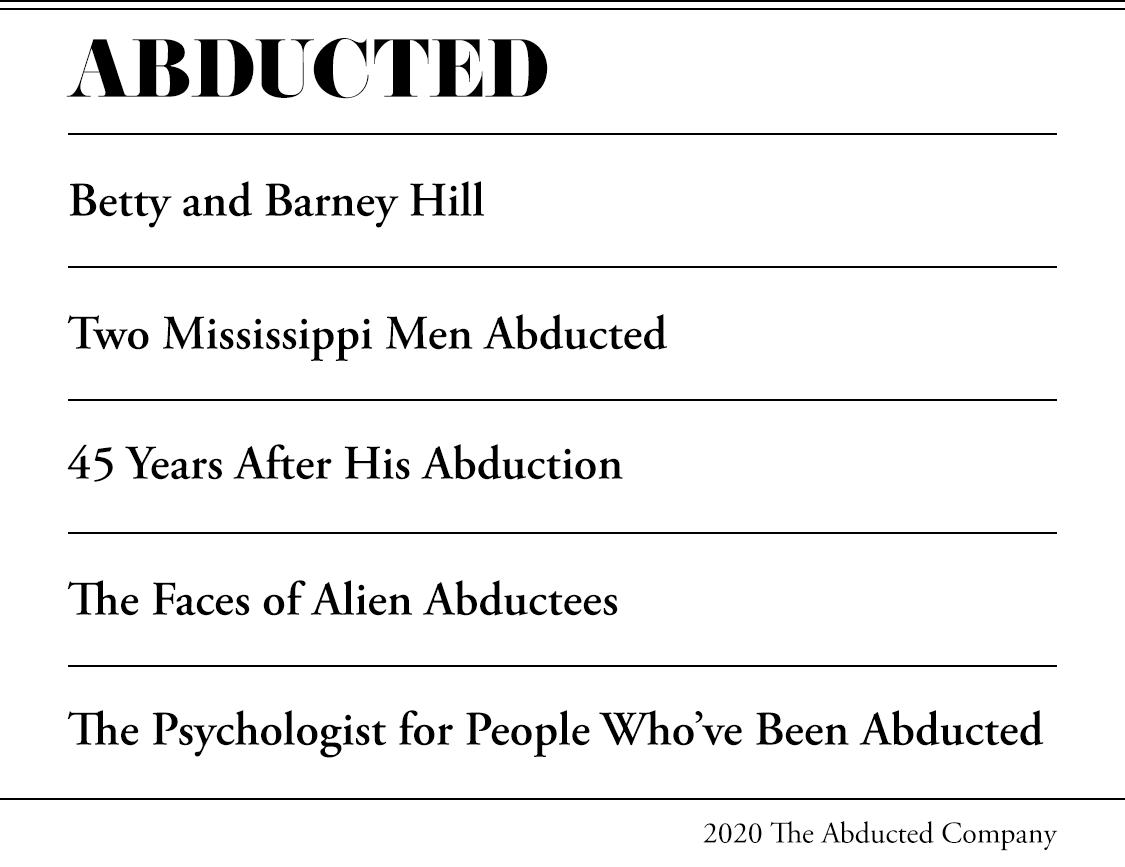 ABDUCTED
Betty and Barney Hill
Two Mississippi Men Abducted
45 Years After His Abduction
The Faces of Alien Abductees
The Psychologist for People Who’ve Been Abducted
2020 The Abducted Company